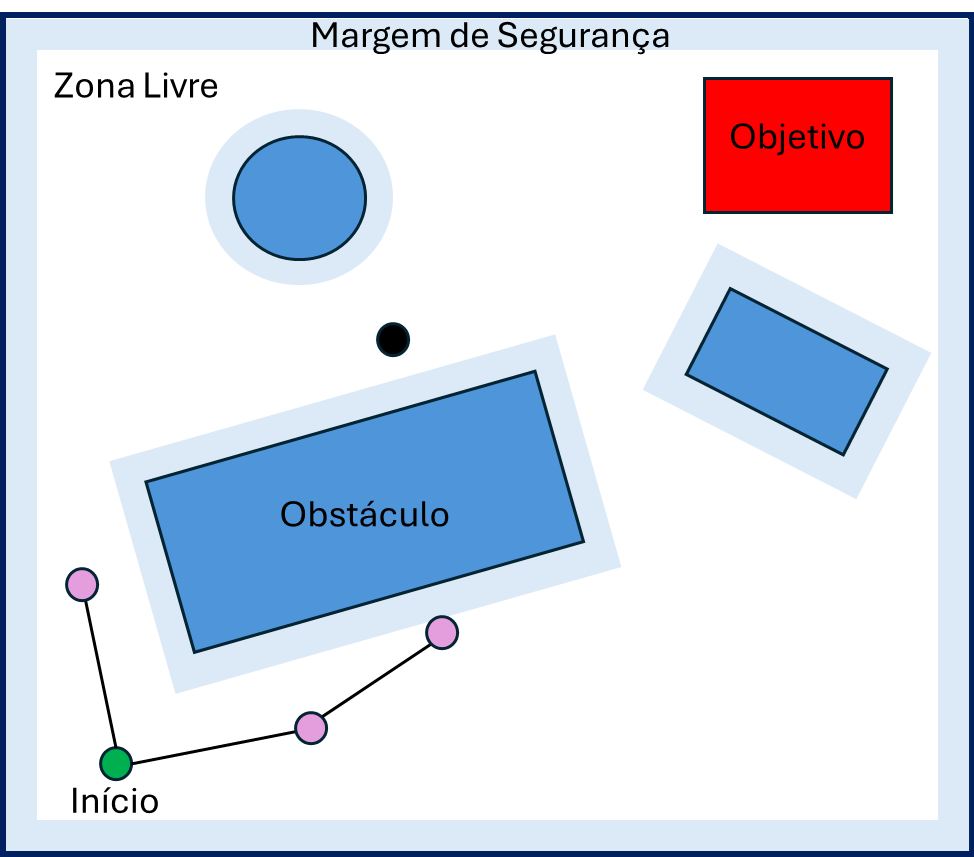 Margem de Segurança
Zona Livre
Objetivo
Obstáculo
Início